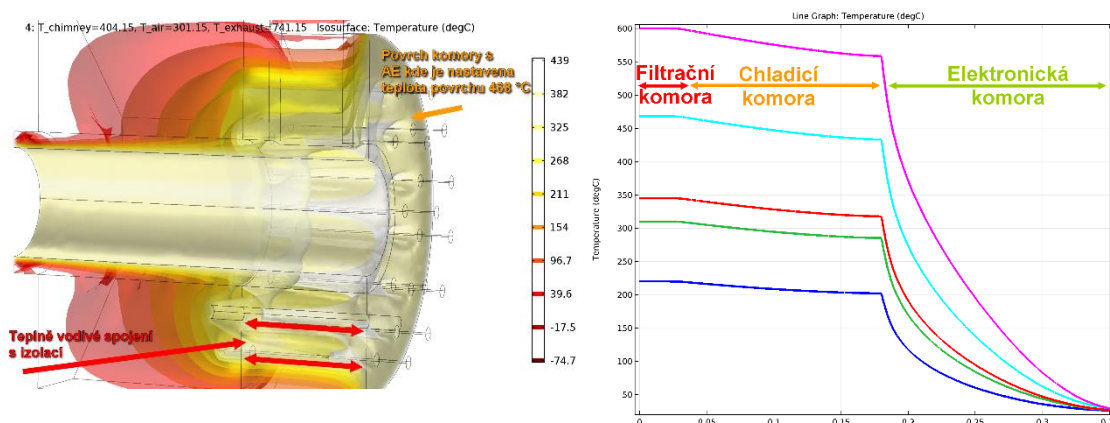 4: T_chimney=404.15, T_air=301.15, T_exhaust=741.15 Isosurface: Temperature (degC)
Povrch komory s
AE kde je nastavena
teplota povrchu 468 °C
439
382
325
268
211
154
96.7
39.6
-17.5
-74.7
Teplně vodivé spojení
s izolací
Line Graph: Temperature (degC)
Temperature (degC)
600
550
500
450
400
350
300
250
200
150
100
50
Filtrační
komora
Chladicí
komora
Elektronická
komora
0
0.05
0.1
0.15
0.2
0.25
0.3